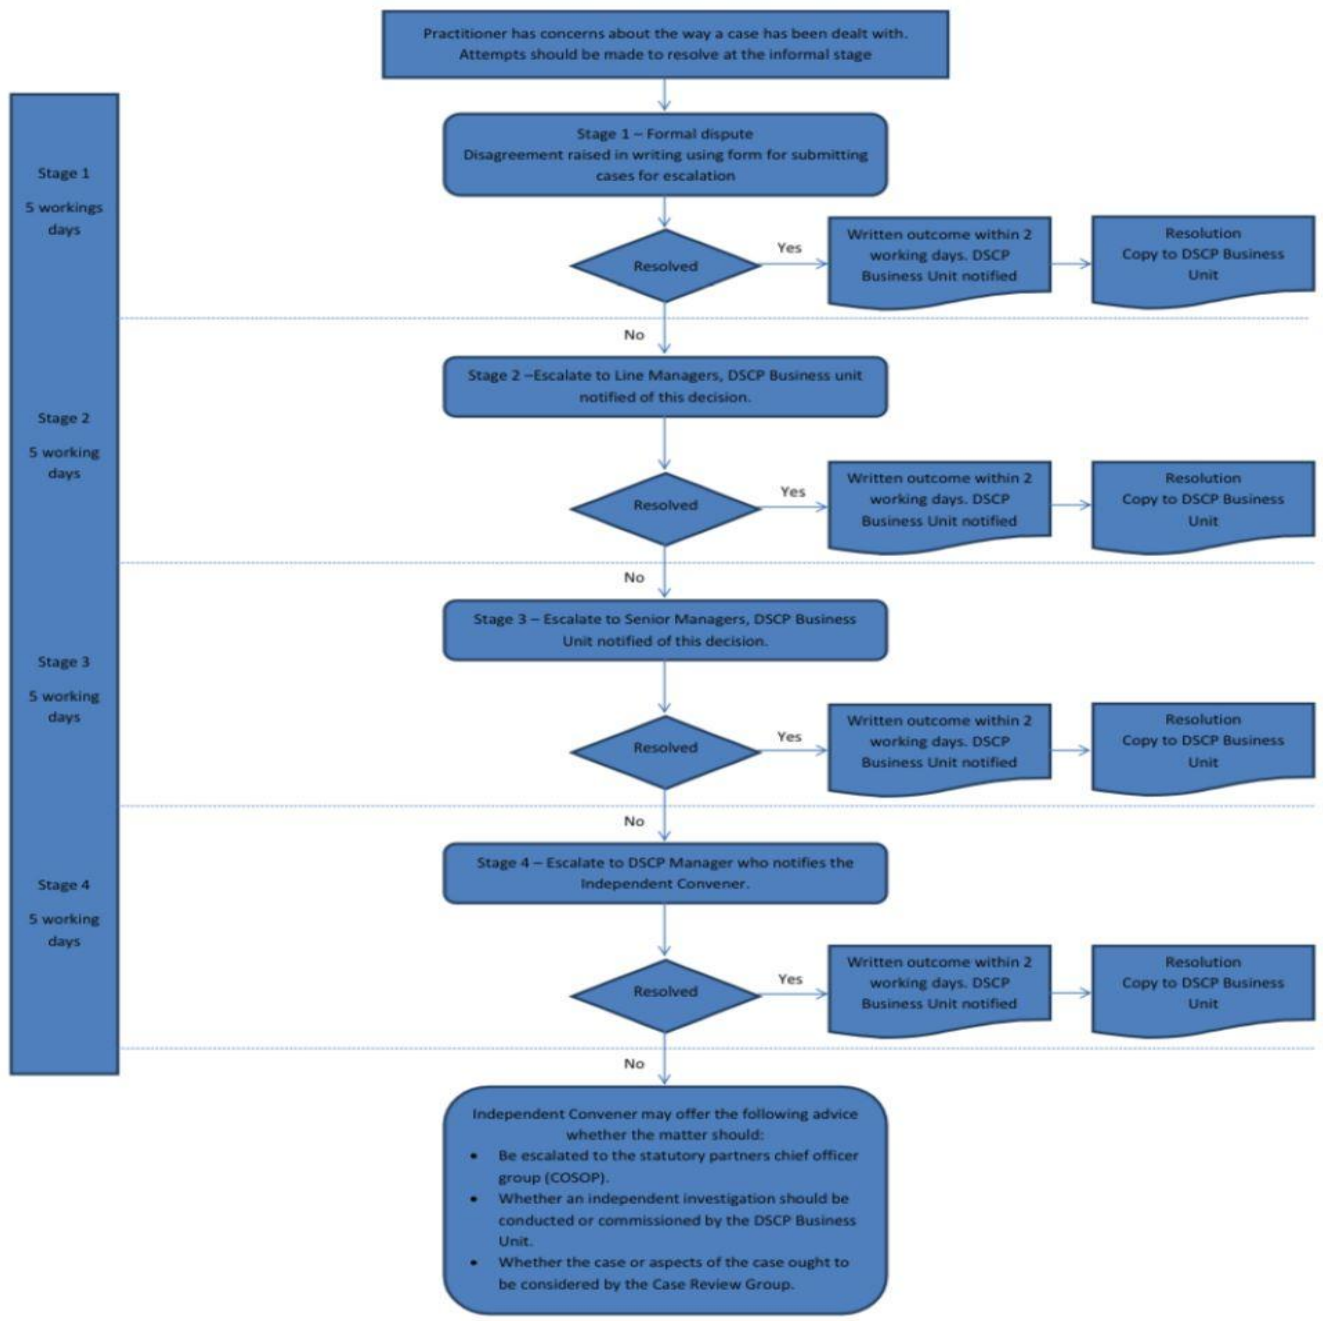 Practitioner has concerns about the way a case has been dealt with.
Attempts should be made to resolve at the informal stage
Stage 1
5 workings
days
Stage 1 – Formal dispute
Disagreement raised in writing using form for submitting
cases for escalation
Resolved
Yes
Written outcome within 2
working days. DSCP
Business Unit notified
Resolution
Copy to DSCP Business
Unit
No
Stage 2
5 working
days
Stage 2 –Escalate to Line Managers, DSCP Business unit
notified of this decision.
Resolved
Yes
Written outcome within 2
working days. DSCP
Business Unit notified
Resolution
Copy to DSCP Business
Unit
No
Stage 3
5 working
days
Stage 3 – Escalate to Senior Managers, DSCP Business
Unit notified of this decision.
Resolved
Yes
Written outcome within 2
working days. DSCP
Business Unit notified
Resolution
Copy to DSCP Business
Unit
No
Stage 4
5 working
days
Stage 4 – Escalate to DSCP Manager who notifies the
Independent Convener.
Resolved
Yes
Written outcome within 2
working days. DSCP
Business Unit notified
Resolution
Copy to DSCP Business
Unit
No
Independent Convener may offer the following advice
whether the matter should:
• Be escalated to the statutory partners chief officer
group (COSOP).
• Whether an independent investigation should be
conducted or commissioned by the DSCP Business
Unit.
• Whether the case or aspects of the case ought to
be considered by the Case Review Group.